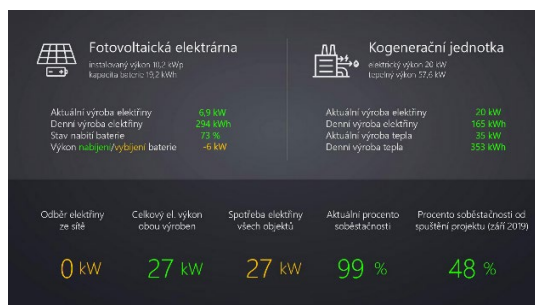 Fotovoltaická elektrárna
instalovaný výkon 10,2 kWp
kapacita baterie 19,2 kWh
Aktuální výroba elektřiny 6,9 kW
Denní výroba elektřiny 294 kWh
Stav nabití baterie 73 %
Výkon nabíjení/vybíjení baterie -6 kW
Kogenerační jednotka
elektrický výkon 20 kW
tepelný výkon 57,6 kW
Aktuální výroba elektřiny 20 kW
Denní výroba elektřiny 165 kWh
Aktuální výroba tepla 35 kW
Denní výroba tepla 353 kWh
Odběr elektřiny ze sítě
0 kW
Celkový el. výkon obou výroben
27 kW
Spotřeba elektřiny všech objektů
27 kW
Aktuální procento soběstačnosti
99 %
Procento soběstačnosti od spuštění projektu (září 2019)
48 %